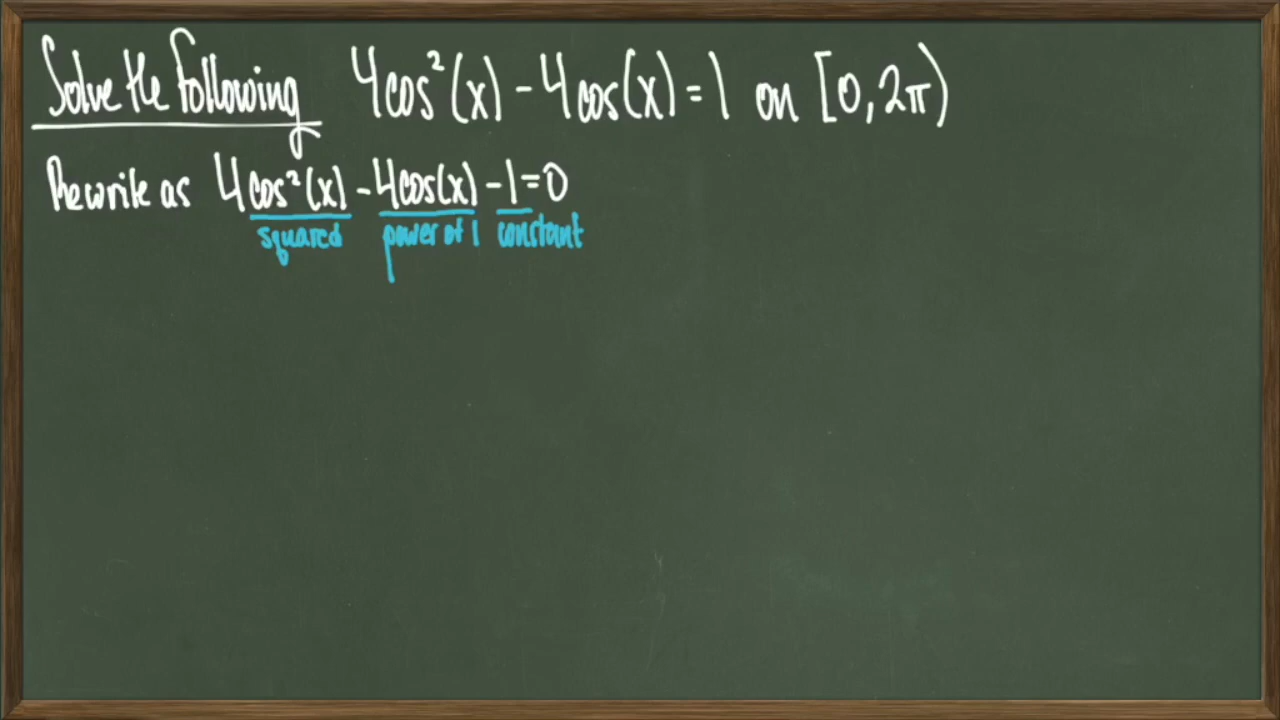 Solve the Following 4cos²(x) - 4cos(x) = 1 on [0, 2π)
Rewrite as 4cos²(x) - 4cos(x) - 1 = 0
squared power of 1 constant